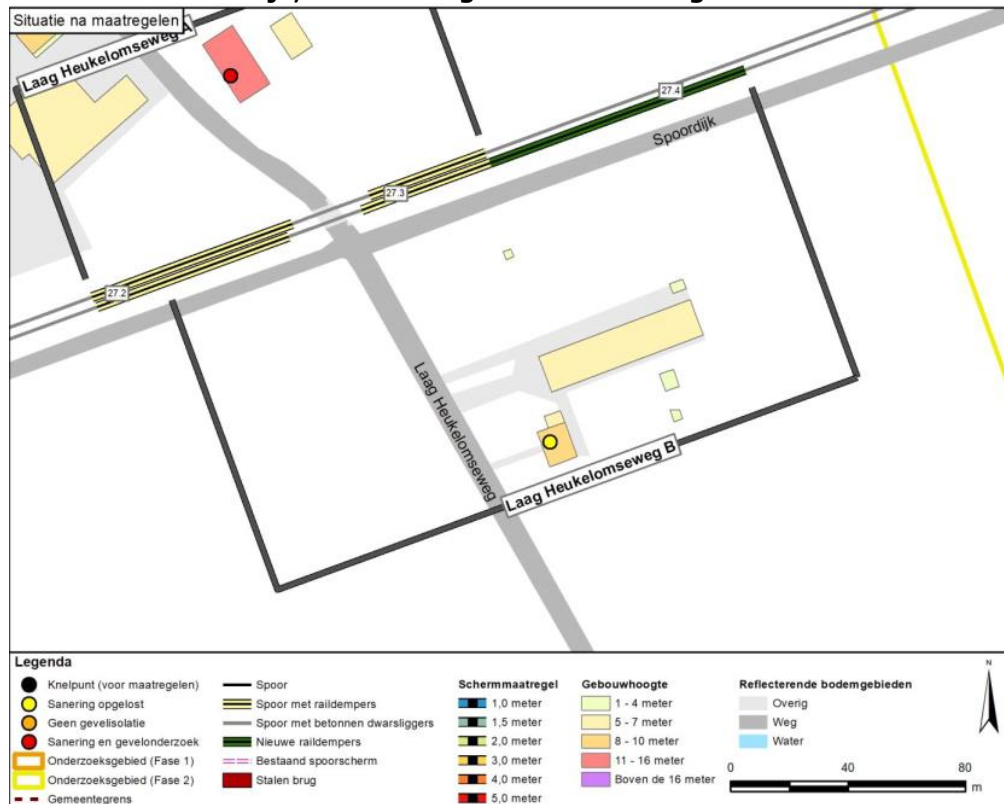 Situatie na maatregelen
Laag Heukelomseweg A
27.4
Spoordijk
27.3
27.2
Laag Heukelomseweg
Laag Heukelomseweg B
Legenda
Knelpunt (voor maatregelen)
Sanering opgelost
Geen gevelisolatie
Sanering en gevelonderzoek
Onderzoeksgebied (Fase 1)
Onderzoeksgebied (Fase 2)
Gemeentegrens
Spoor
Spoor met raildempers
Spoor met betonnen dwarsliggers
Nieuwe raildempers
Bestaand spoorscherm
Stalen brug
Schermmaatregel
1,0 meter
1,5 meter
2,0 meter
3,0 meter
4,0 meter
5,0 meter
Gebouwhoogte
1 - 4 meter
5 - 7 meter
8 - 10 meter
11 - 16 meter
Boven de 16 meter
Reflecterende bodemgebieden
Overig
Weg
Water
N
0 40 80
m